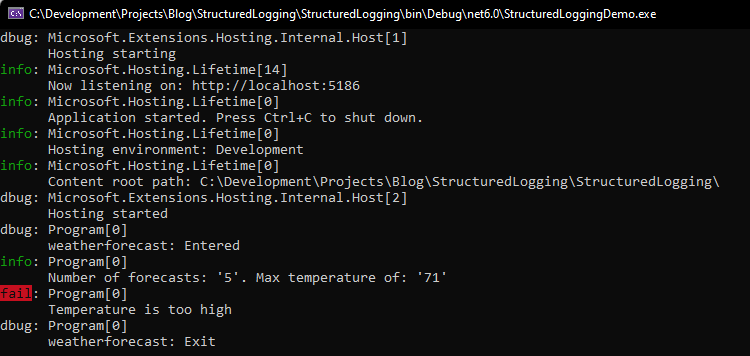 C:\Development\Projects\Blog\StructuredLogging\StructuredLogging\bin\Debug\net6.0\StructuredLoggingDemo.exe
dbug: Microsoft.Extensions.Hosting.Internal.Host[1]
      Hosting starting
info: Microsoft.Hosting.Lifetime[14]
      Now listening on: http://localhost:5186
info: Microsoft.Hosting.Lifetime[0]
      Application started. Press Ctrl+C to shut down.
info: Microsoft.Hosting.Lifetime[0]
      Hosting environment: Development
info: Microsoft.Hosting.Lifetime[0]
      Content root path: C:\Development\Projects\Blog\StructuredLogging\StructuredLogging\
dbug: Microsoft.Extensions.Hosting.Internal.Host[2]
      Hosting started
dbug: Program[0]
      weatherforecast: Entered
info: Program[0]
      Number of forecasts: '5'. Max temperature of: '71'
fail: Program[0]
      Temperature is too high
dbug: Program[0]
      weatherforecast: Exit